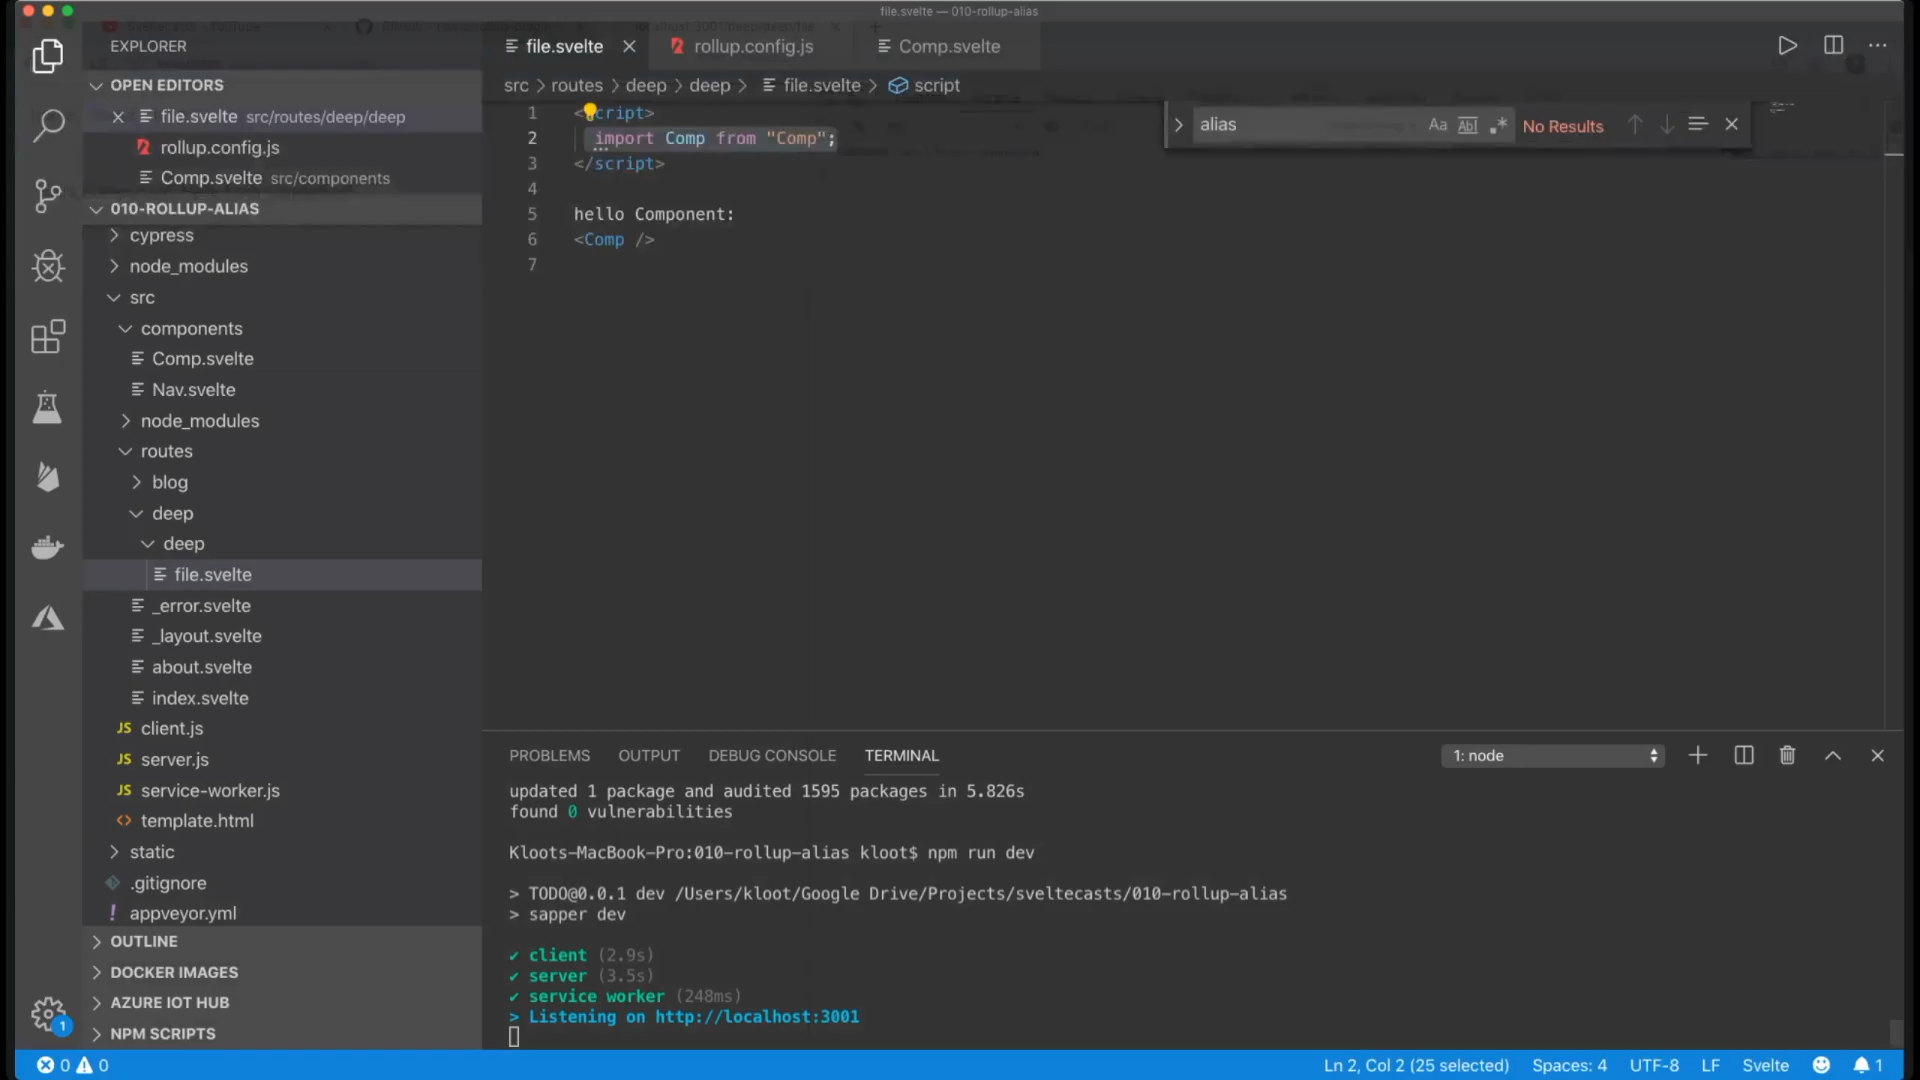 file.svelte — 010-rollup-alias
EXPLORER
OPEN EDITORS
file.svelte src/routes/deep/deep
rollup.config.js
Comp.svelte src/components
010-ROLLUP-ALIAS
cypress
node_modules
src
components
Comp.svelte
Nav.svelte
node_modules
routes
blog
deep
deep
file.svelte
_error.svelte
_layout.svelte
about.svelte
index.svelte
JS client.js
JS server.js
JS service-worker.js
<> template.html
static
.gitignore
! appveyor.yml
OUTLINE
DOCKER IMAGES
AZURE IOT HUB
NPM SCRIPTS
1
file.svelte
rollup.config.js
Comp.svelte
src > routes > deep > deep > file.svelte > script
alias
Aa Abl .* No Results
1 <script>
2 import Comp from "Comp";
3 </script>
4
5 hello Component:
6 <Comp />
7
PROBLEMS OUTPUT DEBUG CONSOLE TERMINAL
1: node
updated 1 package and audited 1595 packages in 5.826s
found 0 vulnerabilities
Kloots-MacBook-Pro:010-rollup-alias kloot$ npm run dev
> TODO@0.0.1 dev /Users/kloot/Google Drive/Projects/sveltecasts/010-rollup-alias
> sapper dev
✔ client (2.9s)
✔ server (3.5s)
✔ service worker (248ms)
> Listening on http://localhost:3001
0 0
Ln 2, Col 2 (25 selected) Spaces: 4 UTF-8 LF Svelte 1